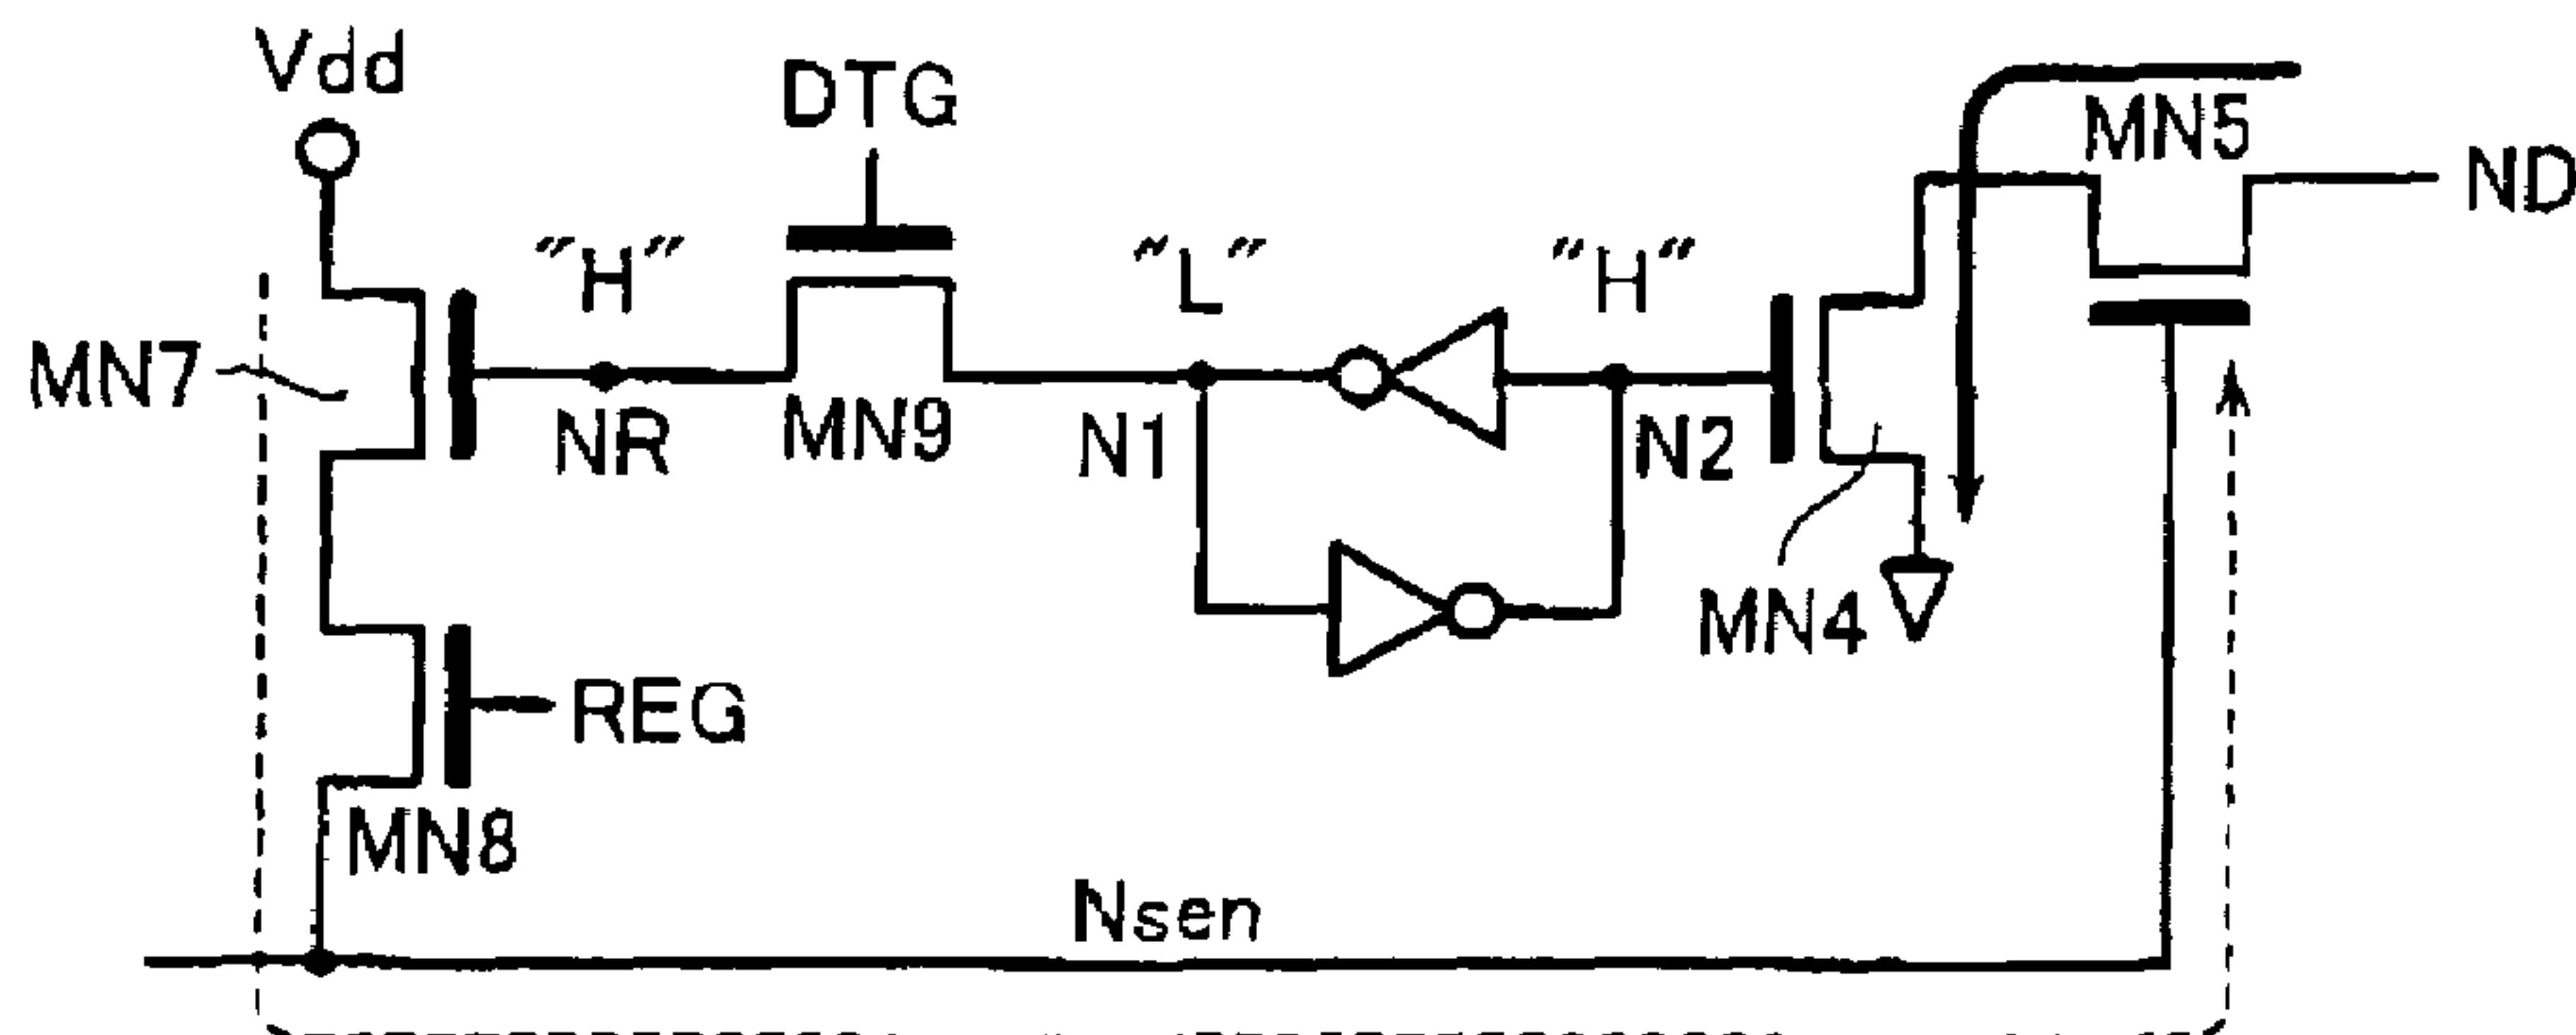 Vdd
DTG
MN5
ND
"H"
"L"
"H"
MN7
NR
MN9
N1
N2
MN4
REG
MN8
Nsen